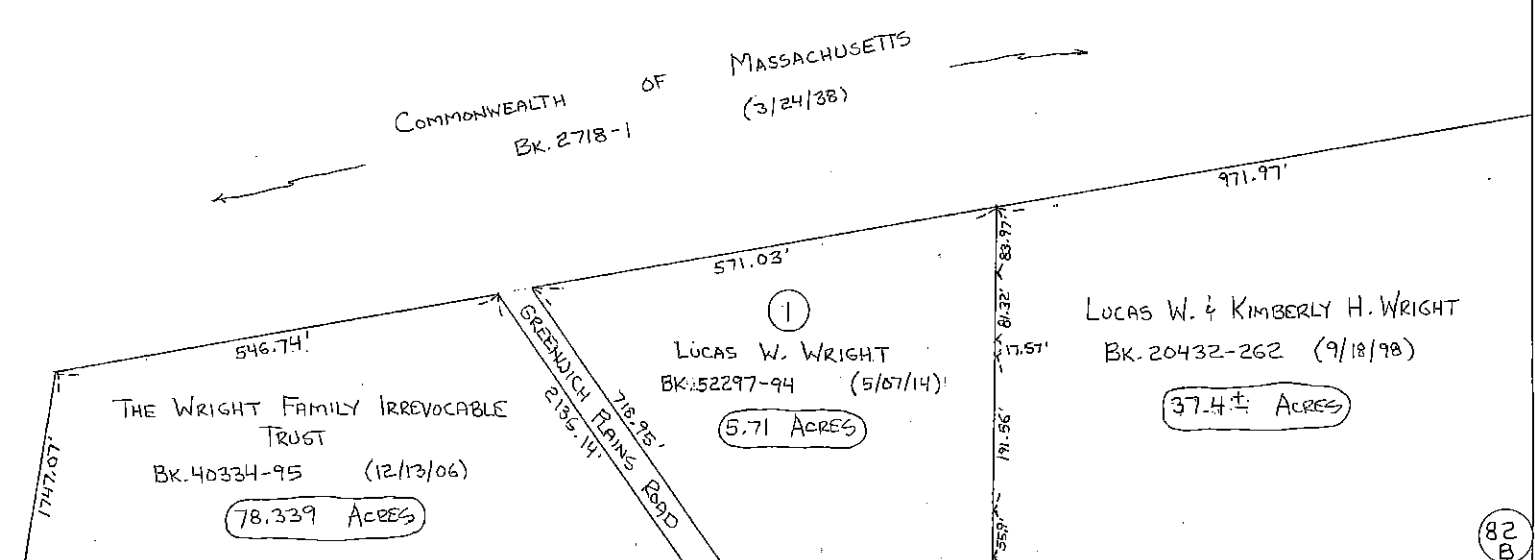 COMMONWEALTH OF MASSACHUSETTS
BK. 2718-1 (3/24/38)
971.97'
571.03'
546.74'
83.97'
81.32'
17.57'
191.56'
55.9'
1
LUCAS W. WRIGHT
BK. 52297-94 (5/07/14)
5.71 ACRES
LUCAS W. & KIMBERLY H. WRIGHT
BK. 20432-262 (9/18/98)
37.4± ACRES
GREENWICH PLAINS ROAD
718.95'
2136.14'
THE WRIGHT FAMILY IRREVOCABLE
TRUST
BK. 40334-95 (12/13/06)
78.339 ACRES
1747.07'
82
B